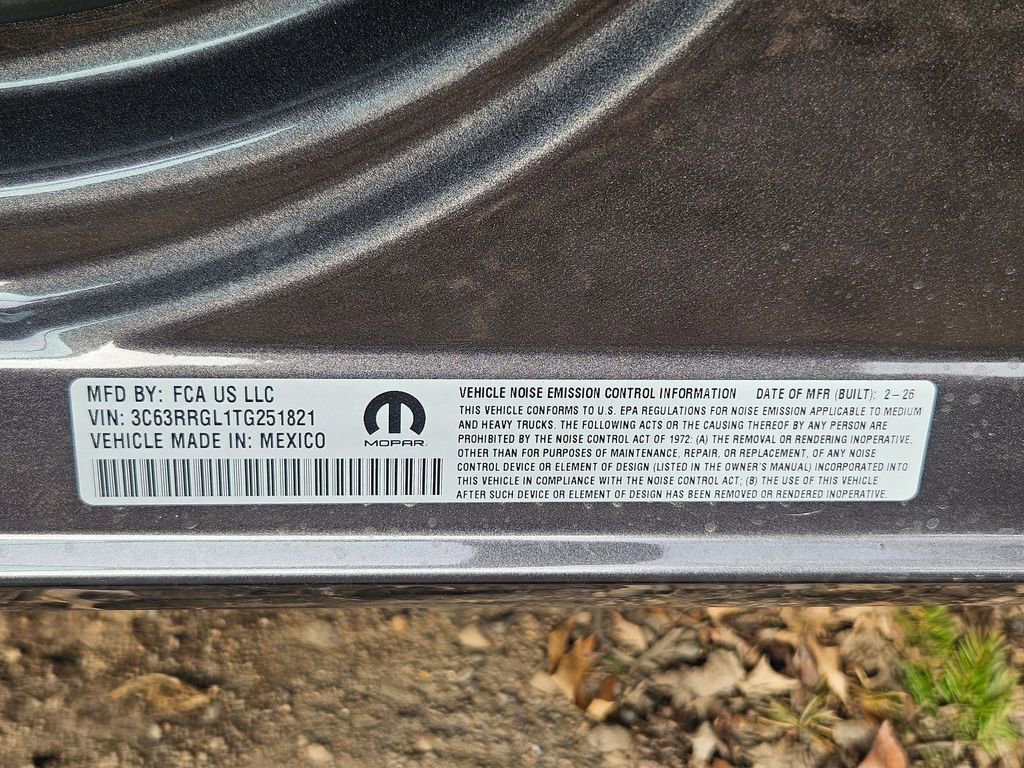 MFD BY: FCA US LLC
VIN: 3C63RRGL1TG251821
VEHICLE MADE IN: MEXICO
MOPAR
VEHICLE NOISE EMISSION CONTROL INFORMATION DATE OF MFR (BUILT): 2-26
THIS VEHICLE CONFORMS TO U.S. EPA REGULATIONS FOR NOISE EMISSION APPLICABLE TO MEDIUM
AND HEAVY TRUCKS. THE FOLLOWING ACTS OR THE CAUSING THEREOF BY ANY PERSON ARE
PROHIBITED BY THE NOISE CONTROL ACT OF 1972: (A) THE REMOVAL OR RENDERING INOPERATIVE,
OTHER THAN FOR PURPOSES OF MAINTENANCE, REPAIR, OR REPLACEMENT, OF ANY NOISE
CONTROL DEVICE OR ELEMENT OF DESIGN (LISTED IN THE OWNER'S MANUAL) INCORPORATED INTO
THIS VEHICLE IN COMPLIANCE WITH THE NOISE CONTROL ACT; (B) THE USE OF THIS VEHICLE
AFTER SUCH DEVICE OR ELEMENT OF DESIGN HAS BEEN REMOVED OR RENDERED INOPERATIVE.